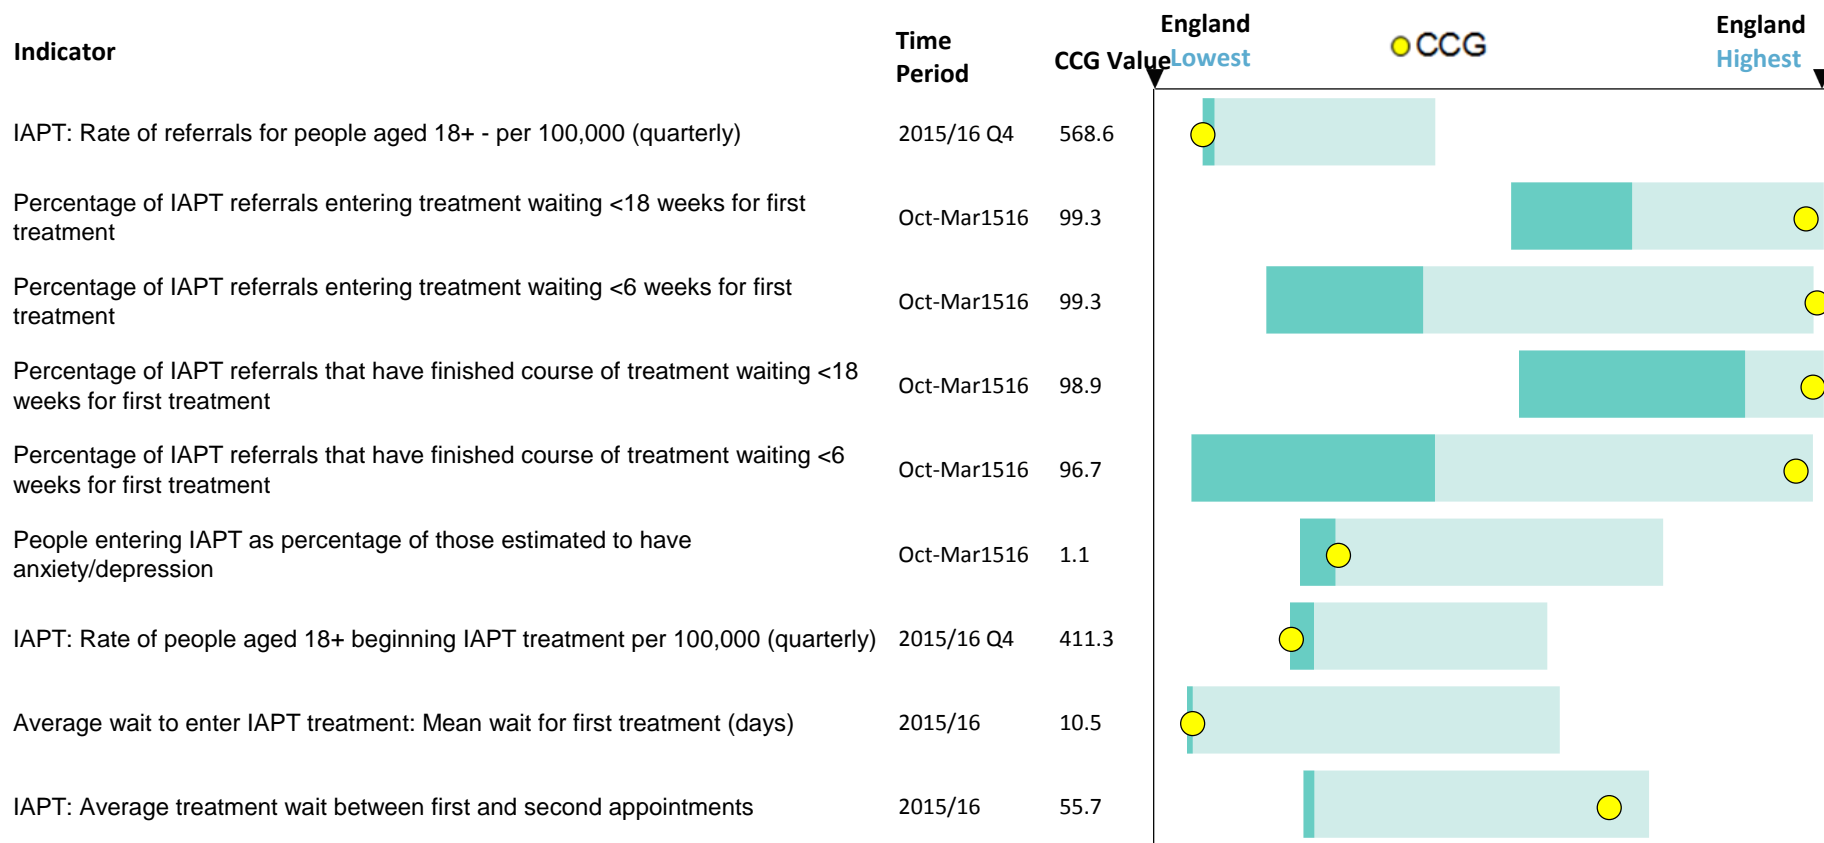 Indicator
Time
Period
CCG Value
England
Lowest
CCG
England
Highest
IAPT: Rate of referrals for people aged 18+ - per 100,000 (quarterly) 2015/16 Q4 568.6
Percentage of IAPT referrals entering treatment waiting <18 weeks for first
treatment
Oct-Mar1516 99.3
Percentage of IAPT referrals entering treatment waiting <6 weeks for first
treatment
Oct-Mar1516 99.3
Percentage of IAPT referrals that have finished course of treatment waiting <18
weeks for first treatment
Oct-Mar1516 98.9
Percentage of IAPT referrals that have finished course of treatment waiting <6
weeks for first treatment
Oct-Mar1516 96.7
People entering IAPT as percentage of those estimated to have
anxiety/depression
Oct-Mar1516 1.1
IAPT: Rate of people aged 18+ beginning IAPT treatment per 100,000 (quarterly) 2015/16 Q4 411.3
Average wait to enter IAPT treatment: Mean wait for first treatment (days) 2015/16 10.5
IAPT: Average treatment wait between first and second appointments 2015/16 55.7